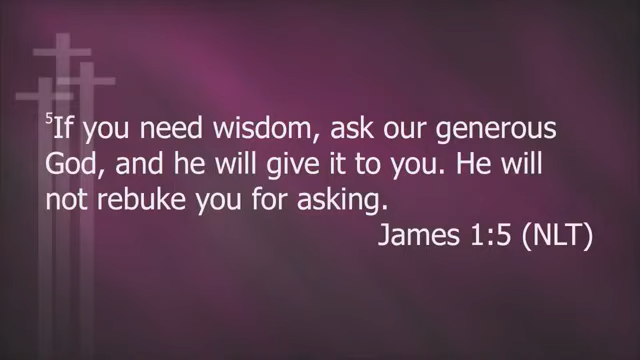 ⁵If you need wisdom, ask our generous
God, and he will give it to you. He will
not rebuke you for asking.
James 1:5 (NLT)